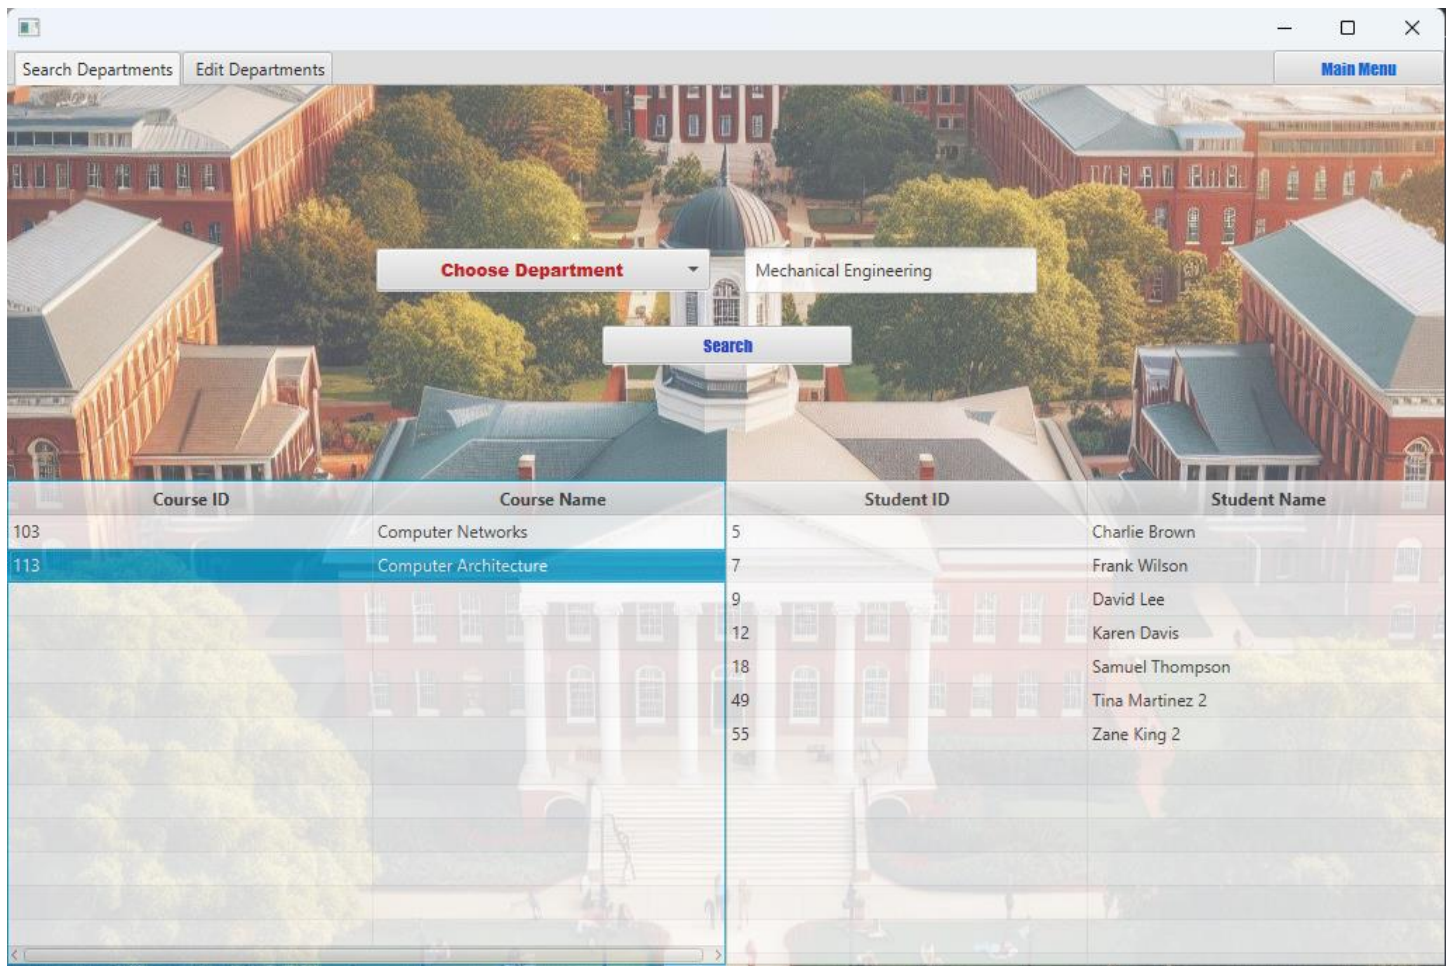 Search Departments Edit Departments Main Menu
Choose Department Mechanical Engineering
Search
Course ID Course Name Student ID Student Name
103 Computer Networks 5 Charlie Brown
113 Computer Architecture 7 Frank Wilson
9 David Lee
12 Karen Davis
18 Samuel Thompson
49 Tina Martinez 2
55 Zane King 2